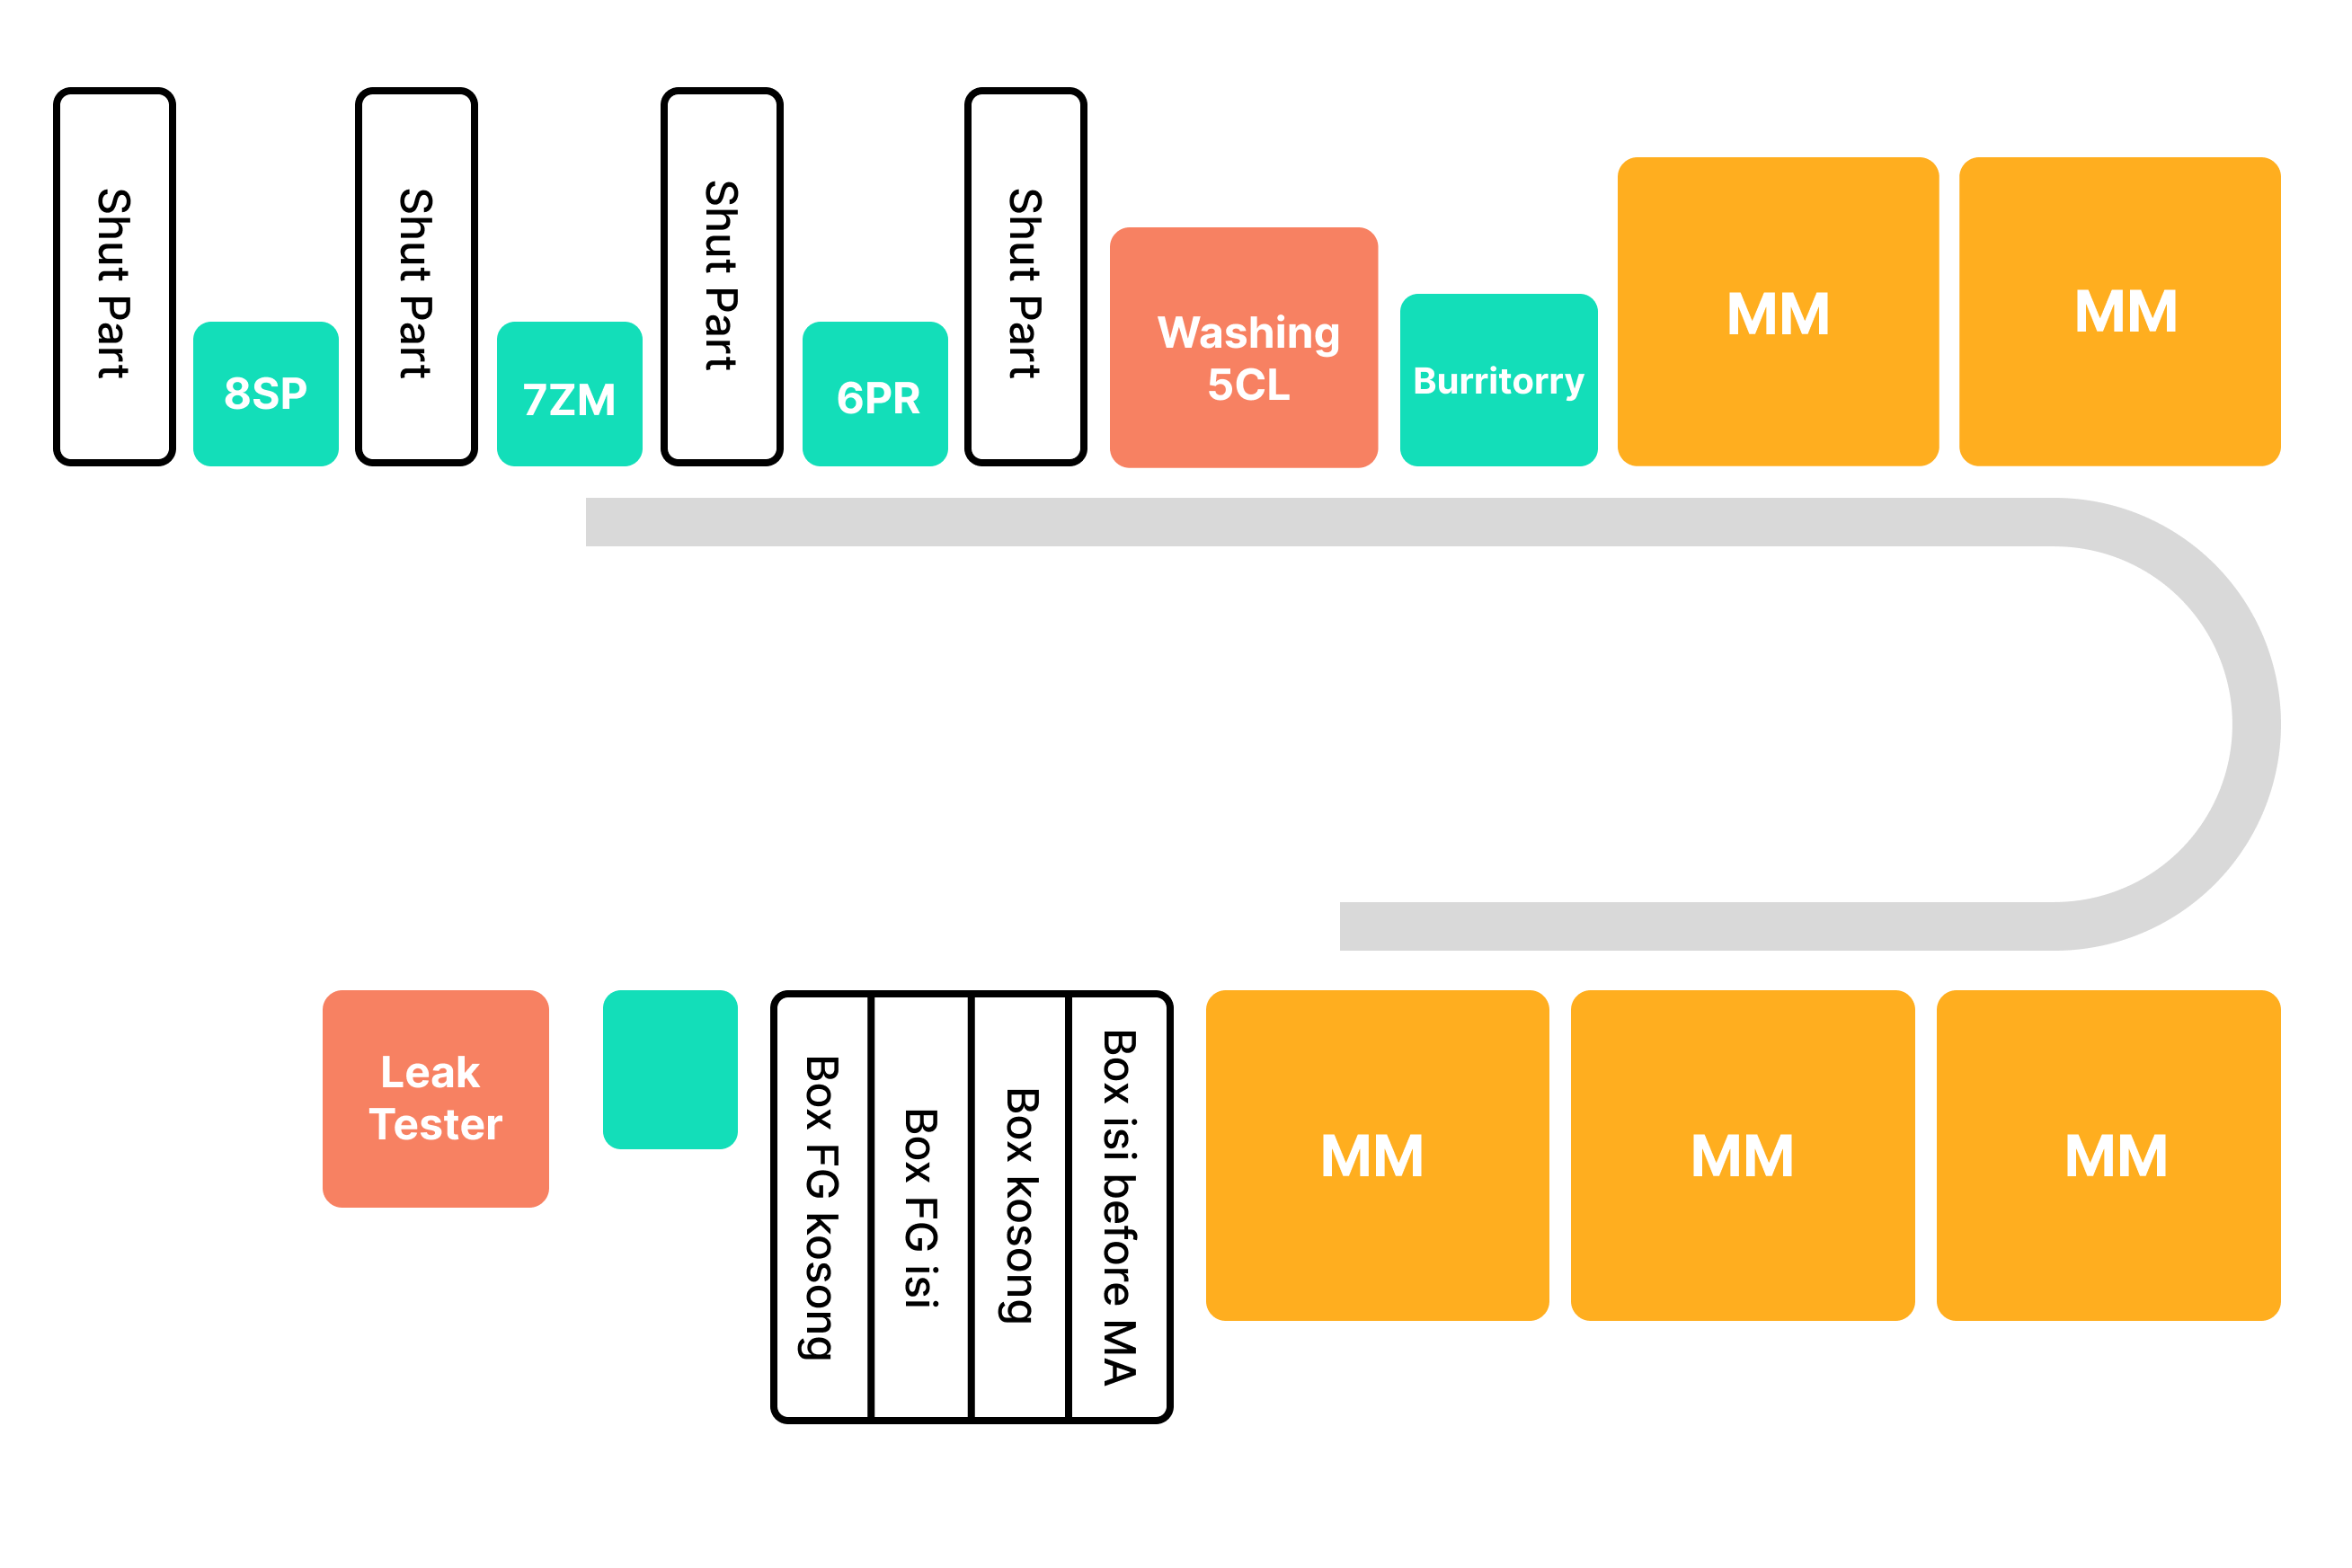 Shut Part
8SP
Shut Part
7ZM
Shut Part
6PR
Shut Part
Washing
5CL
Burritorry
MM
MM
Leak
Tester
Box FG kosong
Box FG isi
Box kosong
Box isi before MA
MM
MM
MM